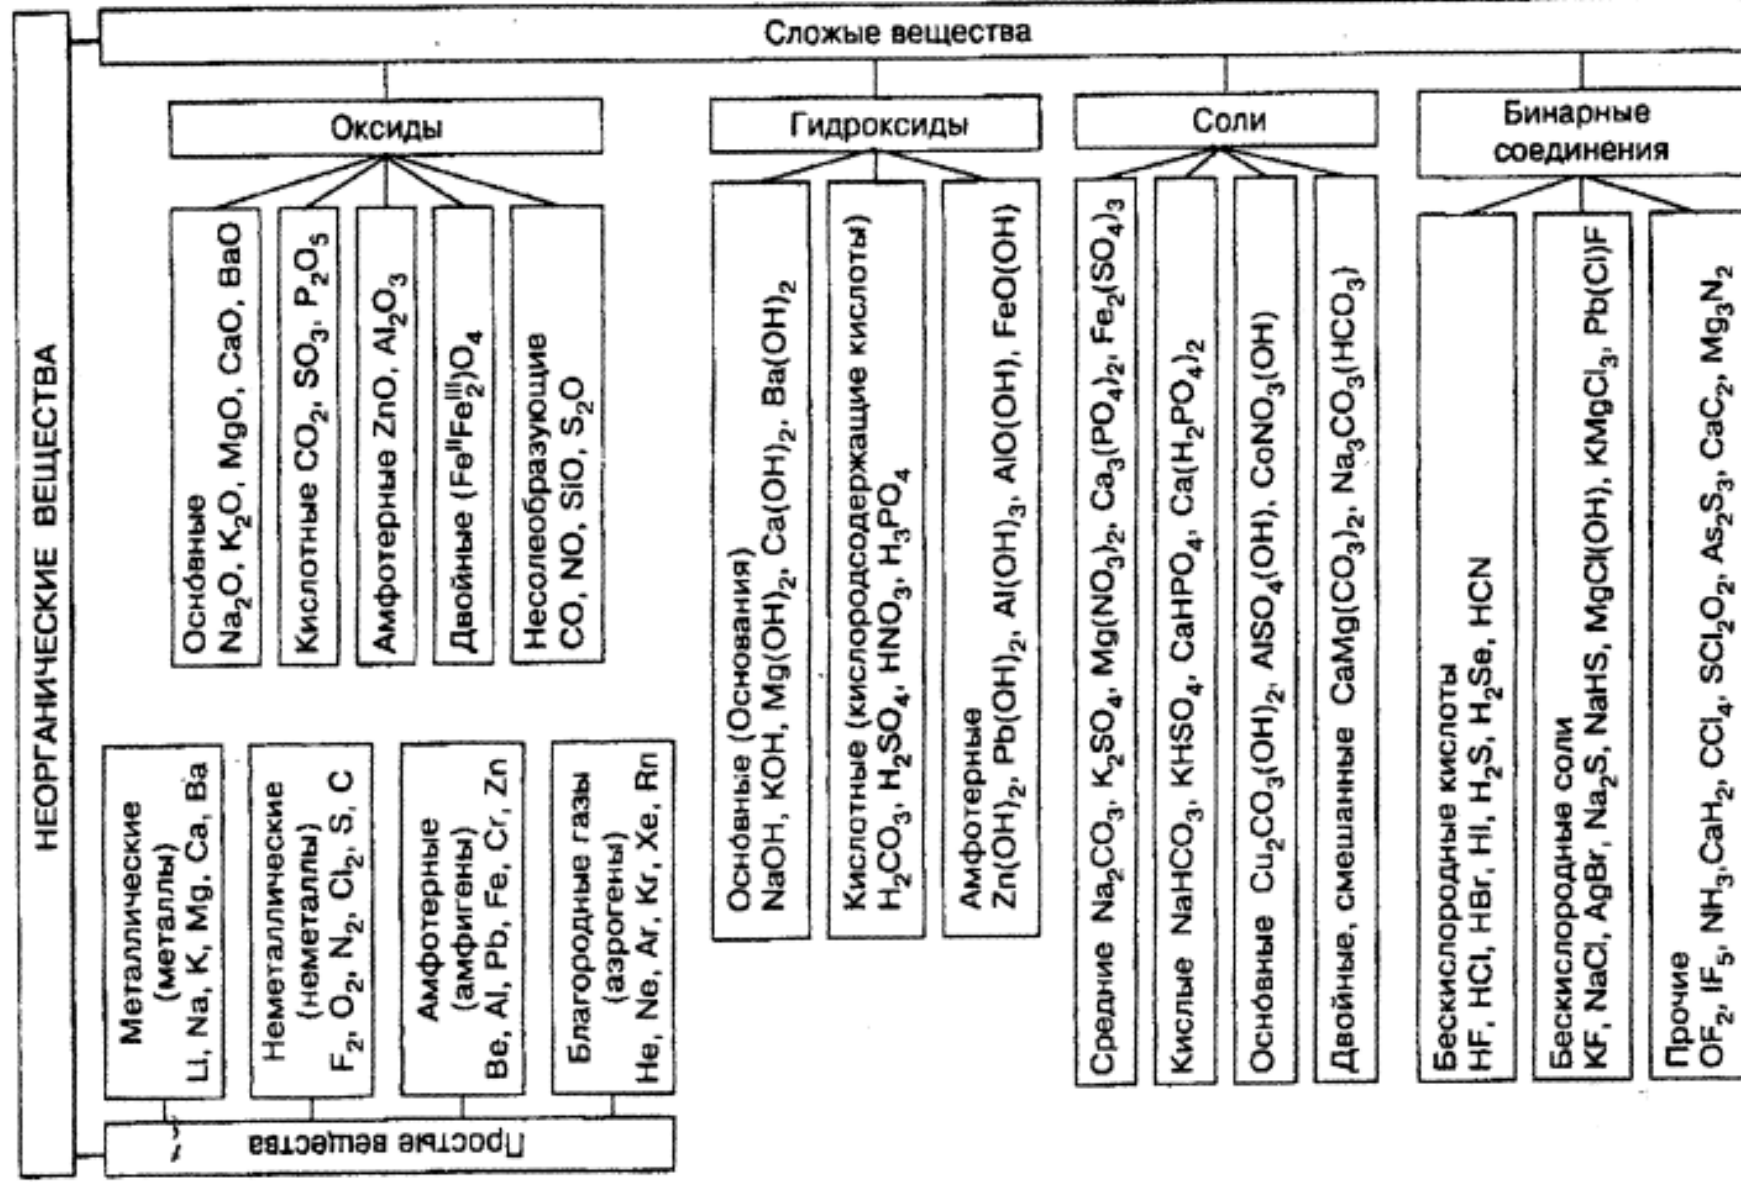 НЕОРГАНИЧЕСКИЕ ВЕЩЕСТВА
Простые вещества
Металлические
(металлы)
Li, Na, K, Mg, Ca, Ba
Неметаллические
(неметаллы)
F₂, O₂, N₂, Cl₂, S, C
Амфотерные
(амфигены)
Be, Al, Pb, Fe, Cr, Zn
Благородные газы
(аэрогены)
He, Ne, Ar, Kr, Xe, Rn
Сложые вещества
Оксиды
Осно́вные
Na₂O, K₂O, MgO, CaO, BaO
Кислотные CO₂, SO₃, P₂O₅
Амфотерные ZnO, Al₂O₃
Двойные (FeᴵᴵFe₂ᴵᴵᴵ)O₄
Несолеобразующие
CO, NO, SiO, S₂O
Гидроксиды
Осно́вные (Основания)
NaOH, KOH, Mg(OH)₂, Ca(OH)₂, Ba(OH)₂
Кислотные (кислородсодержащие кислоты)
H₂CO₃, H₂SO₄, HNO₃, H₃PO₄
Амфотерные
Zn(OH)₂, Pb(OH)₂, Al(OH)₃, AlO(OH), FeO(OH)
Соли
Средние Na₂CO₃, K₂SO₄, Mg(NO₃)₂, Ca₃(PO₄)₂, Fe₂(SO₄)₃
Кислые NaHCO₃, KHSO₄, CaHPO₄, Ca(H₂PO₄)₂
Осно́вные Cu₂CO₃(OH)₂, AlSO₄(OH), CoNO₃(OH)
Двойные, смешанные CaMg(CO₃)₂, Na₃CO₃(HCO₃)
Бинарные
соединения
Бескислородные кислоты
HF, HCl, HBr, HI, H₂S, H₂Se, HCN
Бескислородные соли
KF, NaCl, AgBr, Na₂S, NaHS, MgCl(OH), KMgCl₃, Pb(Cl)F
Прочие
OF₂, IF₅, NH₃, CaH₂, CCl₄, SCl₂O₂, As₂S₃, CaC₂, Mg₃N₂